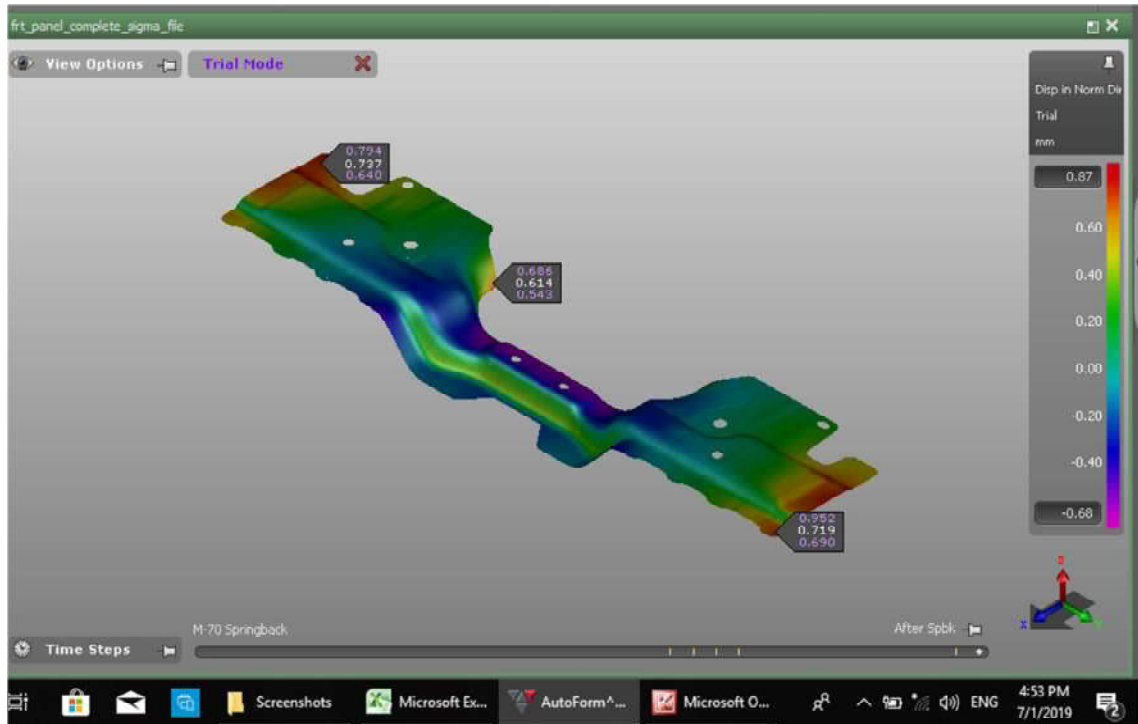 frt_panel_complete_sigma_file
View Options
Trial Mode
Disp in Norm Dir
Trial
mm
0.87
0.60
0.40
0.20
0.00
-0.20
-0.40
-0.68
0.794
0.737
0.640
0.686
0.614
0.543
0.952
0.719
0.690
M-70 Springback
After Spbk
Time Steps
Screenshots
Microsoft Ex...
AutoForm^...
Microsoft O...
ENG
4:53 PM
7/1/2019
2